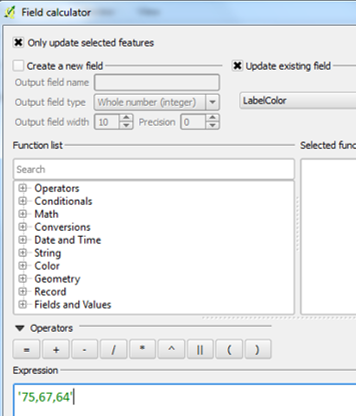 Field calculator
Only update selected features
Create a new field
Update existing field
Output field name
Output field type Whole number (integer)
LabelColor
Output field width 10 Precision 0
Function list
Selected func
Search
Operators
Conditionals
Math
Conversions
Date and Time
String
Color
Geometry
Record
Fields and Values
Operators
= + - / * ^ || ( )
Expression
'75,67,64'